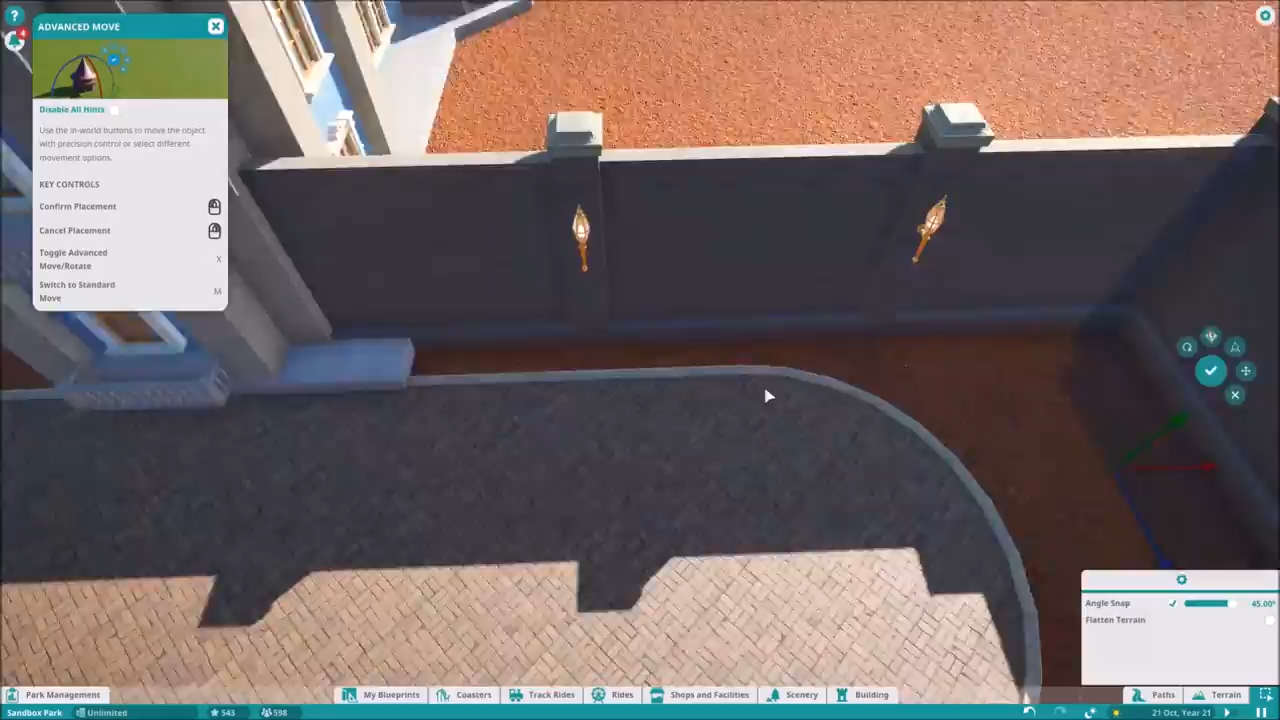 ?
4
ADVANCED MOVE
Disable All Hints
Use the in-world buttons to move the object
with precision control or select different
movement options.
KEY CONTROLS
Confirm Placement
Cancel Placement
Toggle Advanced
Move/Rotate
X
Switch to Standard
Move
M
Angle Snap
45.00°
Flatten Terrain
Park Management
My Blueprints
Coasters
Track Rides
Rides
Shops and Facilities
Scenery
Building
Paths
Terrain
Sandbox Park
Unlimited
543
598
21 Oct, Year 21